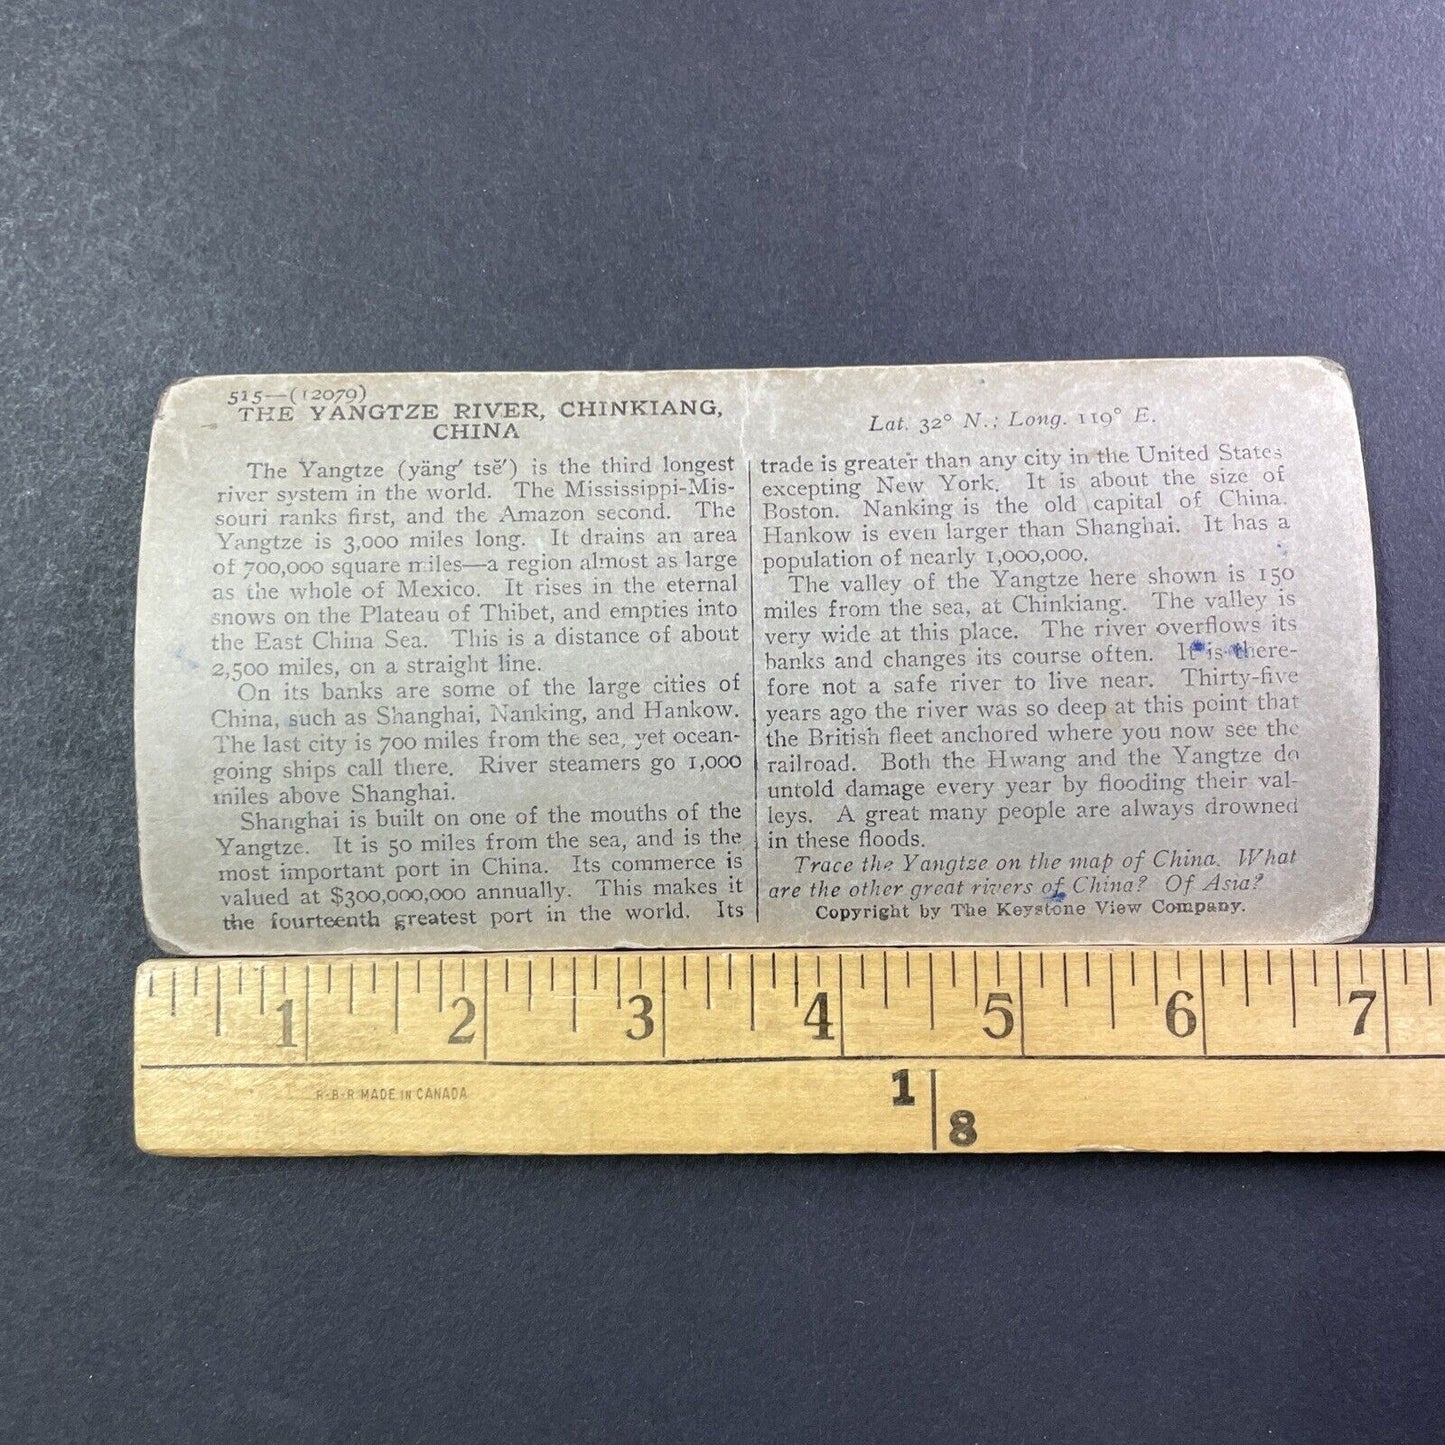 515—(12079)
THE YANGTZE RIVER, CHINKIANG,
CHINA
The Yangtze (yäng′ tsĕ′) is the third longest
river system in the world. The Mississippi-Mis-
souri ranks first, and the Amazon second. The
Yangtze is 3,000 miles long. It drains an area
of 700,000 square miles—a region almost as large
as the whole of Mexico. It rises in the eternal
snows on the Plateau of Thibet, and empties into
the East China Sea. This is a distance of about
2,500 miles, on a straight line.
On its banks are some of the large cities of
China, such as Shanghai, Nanking, and Hankow.
The last city is 700 miles from the sea, yet ocean-
going ships call there. River steamers go 1,000
miles above Shanghai.
Shanghai is built on one of the mouths of the
Yangtze. It is 50 miles from the sea, and is the
most important port in China. Its commerce is
valued at $300,000,000 annually. This makes it
the fourteenth greatest port in the world. Its
Lat. 32° N.; Long. 119° E.
trade is greater than any city in the United States
excepting New York. It is about the size of
Boston. Nanking is the old capital of China.
Hankow is even larger than Shanghai. It has a
population of nearly 1,000,000.
The valley of the Yangtze here shown is 150
miles from the sea, at Chinkiang. The valley is
very wide at this place. The river overflows its
banks and changes its course often. It is there-
fore not a safe river to live near. Thirty-five
years ago the river was so deep at this point that
the British fleet anchored where you now see the
railroad. Both the Hwang and the Yangtze do
untold damage every year by flooding their val-
leys. A great many people are always drowned
in these floods.
Trace the Yangtze on the map of China. What
are the other great rivers of China? Of Asia?
Copyright by The Keystone View Company.
1 2 3 4 5 6 7
R-B-R MADE IN CANADA
1
8